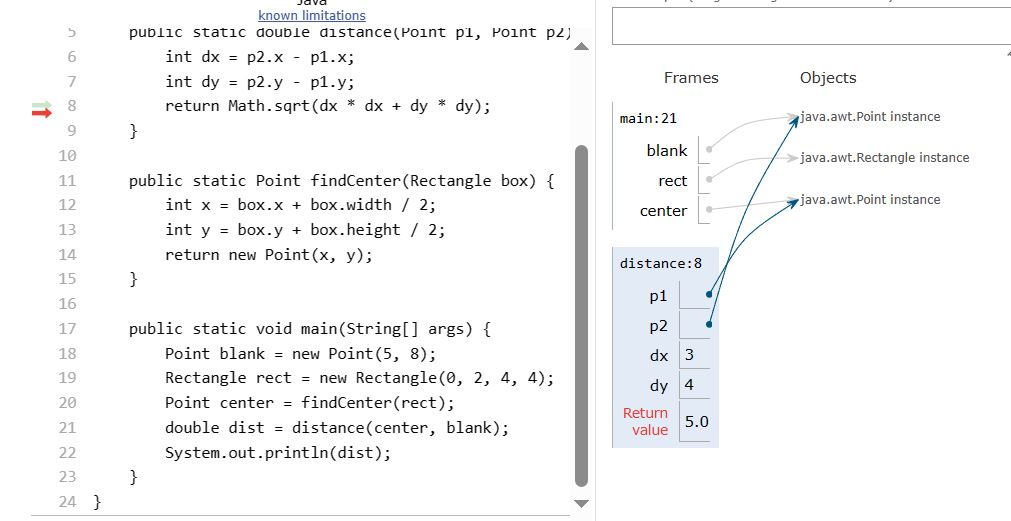 Java
known limitations
5 public static double distance(Point p1, Point p2)
6 int dx = p2.x - p1.x;
7 int dy = p2.y - p1.y;
8 return Math.sqrt(dx * dx + dy * dy);
9 }
10
11 public static Point findCenter(Rectangle box) {
12 int x = box.x + box.width / 2;
13 int y = box.y + box.height / 2;
14 return new Point(x, y);
15 }
16
17 public static void main(String[] args) {
18 Point blank = new Point(5, 8);
19 Rectangle rect = new Rectangle(0, 2, 4, 4);
20 Point center = findCenter(rect);
21 double dist = distance(center, blank);
22 System.out.println(dist);
23 }
24 }
Frames Objects
main:21
blank
rect
center
java.awt.Point instance
java.awt.Rectangle instance
java.awt.Point instance
distance:8
p1
p2
dx 3
dy 4
Return
value 5.0